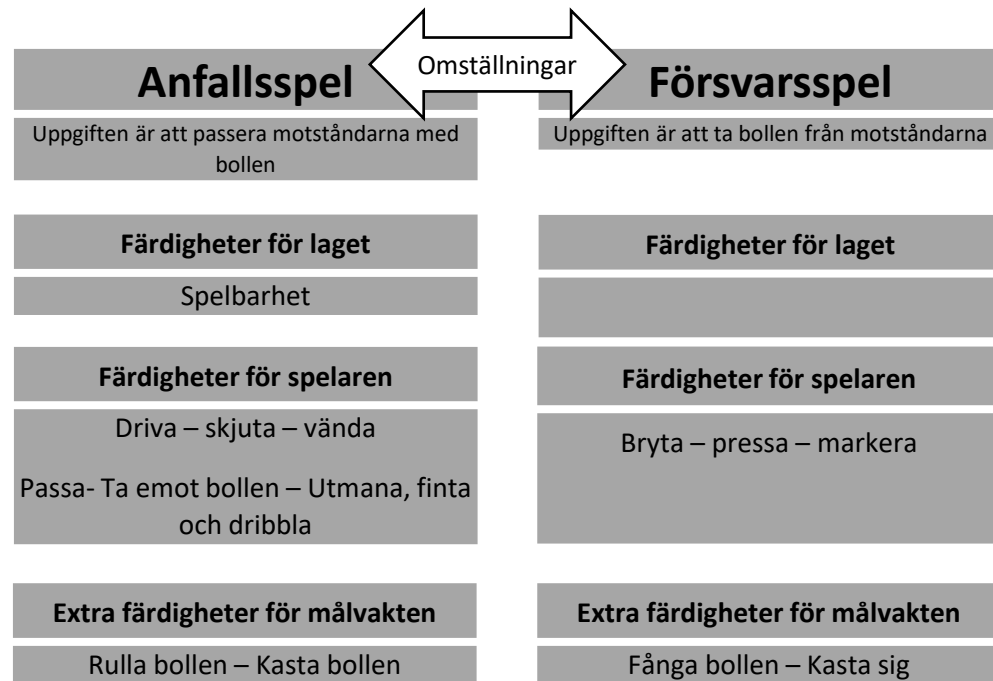 Omställningar
Anfallsspel
Uppgiften är att passera motståndarna med
bollen
Färdigheter för laget
Spelbarhet
Färdigheter för spelaren
Driva – skjuta – vända
Passa- Ta emot bollen – Utmana, finta
och dribbla
Extra färdigheter för målvakten
Rulla bollen – Kasta bollen
Försvarsspel
Uppgiften är att ta bollen från motståndarna
Färdigheter för laget
Färdigheter för spelaren
Bryta – pressa – markera
Extra färdigheter för målvakten
Fånga bollen – Kasta sig